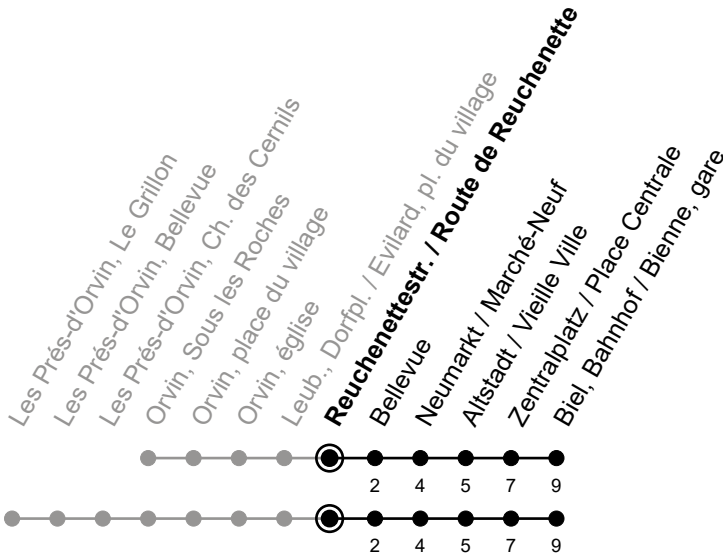 Les Prés-d'Orvin, Le Grillon
Les Prés-d'Orvin, Bellevue
Les Prés-d'Orvin, Ch. des Cernils
Orvin, Sous les Roches
Orvin, place du village
Orvin, église
Leub., Dorfpl. / Evilard, pl. du village
Reuchenettestr. / Route de Reuchenette
Bellevue
Neumarkt / Marché-Neuf
Altstadt / Vieille Ville
Zentralplatz / Place Centrale
Biel, Bahnhof / Bienne, gare
2 4 5 7 9
2 4 5 7 9